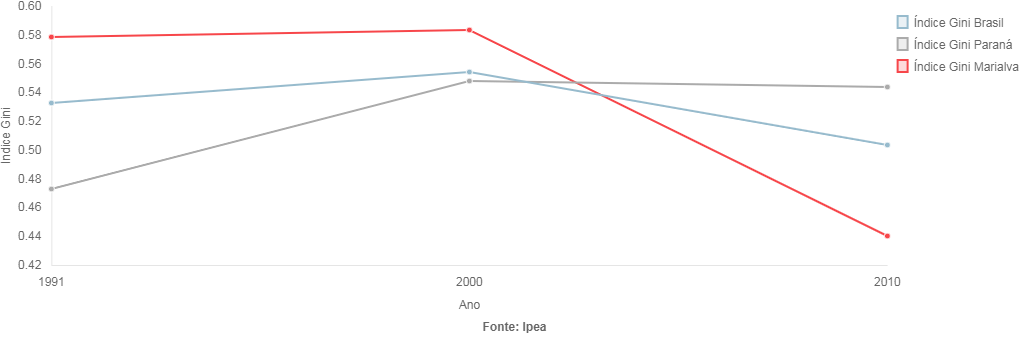 0.60
0.58
0.56
0.54
0.52
0.50
0.48
0.46
0.44
0.42
Indice Gini
1991
2000
2010
Ano
Fonte: Ipea
Índice Gini Brasil
Índice Gini Paraná
Índice Gini Marialva